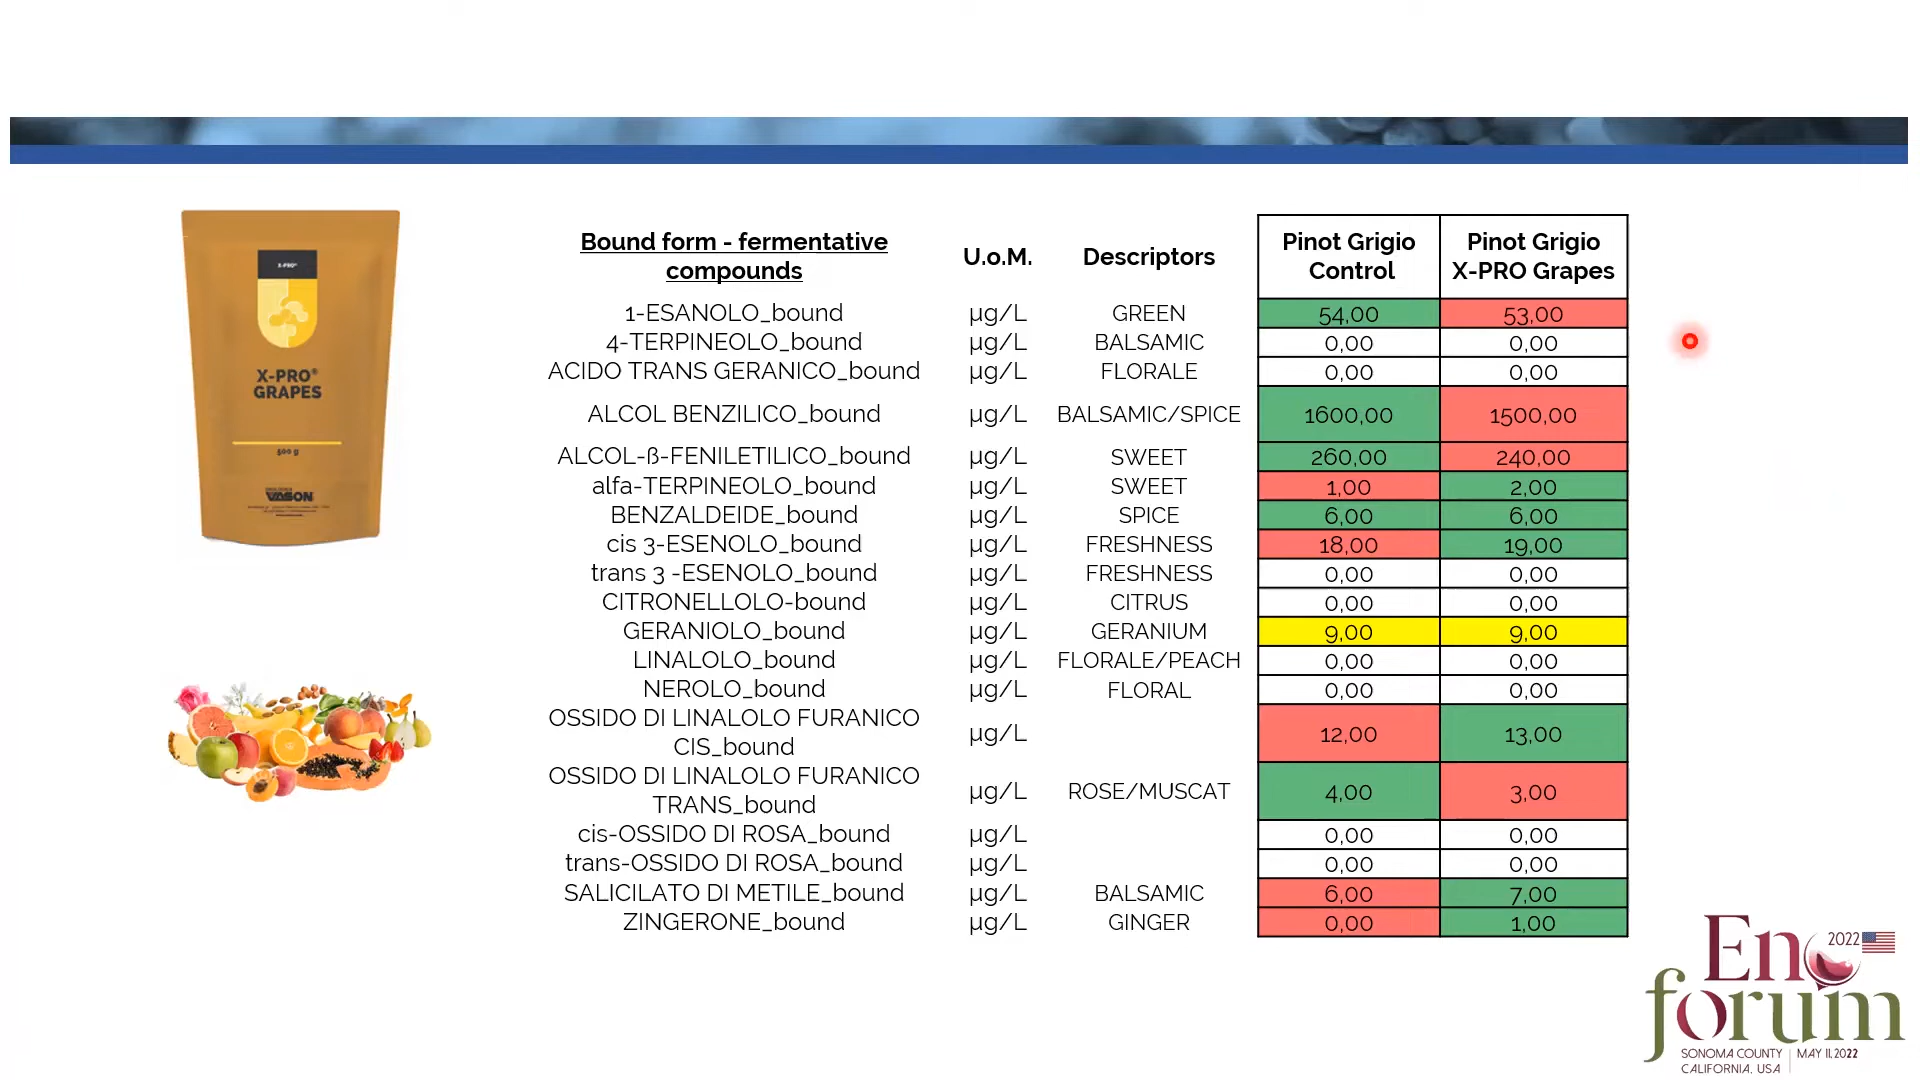 X-PRO®
X-PRO®
GRAPES
500 g
VASON
Bound form - fermentative
compounds
U.o.M.
Descriptors
Pinot Grigio
Control
Pinot Grigio
X-PRO Grapes
1-ESANOLO_bound µg/L GREEN 54,00 53,00
4-TERPINEOLO_bound µg/L BALSAMIC 0,00 0,00
ACIDO TRANS GERANICO_bound µg/L FLORALE 0,00 0,00
ALCOL BENZILICO_bound µg/L BALSAMIC/SPICE 1600,00 1500,00
ALCOL-ß-FENILETILICO_bound µg/L SWEET 260,00 240,00
alfa-TERPINEOLO_bound µg/L SWEET 1,00 2,00
BENZALDEIDE_bound µg/L SPICE 6,00 6,00
cis 3-ESENOLO_bound µg/L FRESHNESS 18,00 19,00
trans 3 -ESENOLO_bound µg/L FRESHNESS 0,00 0,00
CITRONELLOLO-bound µg/L CITRUS 0,00 0,00
GERANIOLO_bound µg/L GERANIUM 9,00 9,00
LINALOLO_bound µg/L FLORALE/PEACH 0,00 0,00
NEROLO_bound µg/L FLORAL 0,00 0,00
OSSIDO DI LINALOLO FURANICO
CIS_bound µg/L 12,00 13,00
OSSIDO DI LINALOLO FURANICO
TRANS_bound µg/L ROSE/MUSCAT 4,00 3,00
cis-OSSIDO DI ROSA_bound µg/L 0,00 0,00
trans-OSSIDO DI ROSA_bound µg/L 0,00 0,00
SALICILATO DI METILE_bound µg/L BALSAMIC 6,00 7,00
ZINGERONE_bound µg/L GINGER 0,00 1,00
Eno 2022
forum
SONOMA COUNTY | MAY 11, 2022
CALIFORNIA, USA